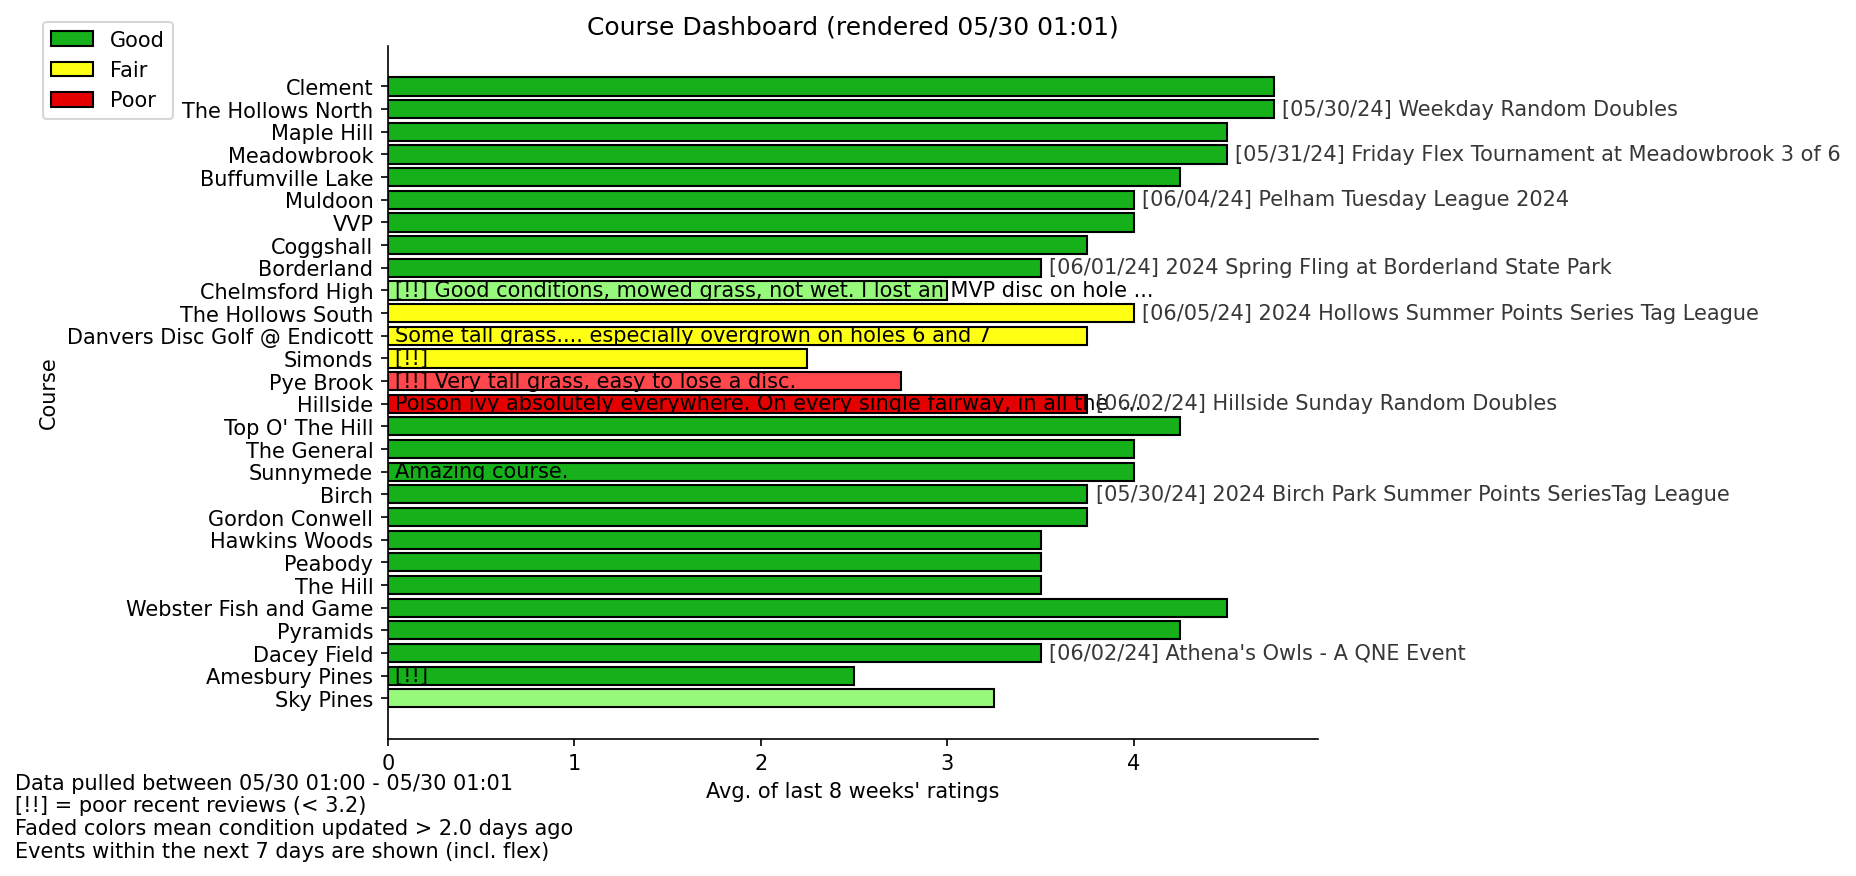 Course Dashboard (rendered 05/30 01:01)
Good
Fair
Poor
Course
Clement
The Hollows North [05/30/24] Weekday Random Doubles
Maple Hill
Meadowbrook [05/31/24] Friday Flex Tournament at Meadowbrook 3 of 6
Buffumville Lake
Muldoon [06/04/24] Pelham Tuesday League 2024
VVP
Coggshall
Borderland [06/01/24] 2024 Spring Fling at Borderland State Park
Chelmsford High [!!] Good conditions, mowed grass, not wet. I lost an MVP disc on hole ...
The Hollows South [06/05/24] 2024 Hollows Summer Points Series Tag League
Danvers Disc Golf @ Endicott Some tall grass.... especially overgrown on holes 6 and 7
Simonds [!!]
Pye Brook [!!] Very tall grass, easy to lose a disc.
Hillside Poison ivy absolutely everywhere. On every single fairway, in all the ... [06/02/24] Hillside Sunday Random Doubles
Top O' The Hill
The General
Sunnymede Amazing course.
Birch [05/30/24] 2024 Birch Park Summer Points SeriesTag League
Gordon Conwell
Hawkins Woods
Peabody
The Hill
Webster Fish and Game
Pyramids
Dacey Field [06/02/24] Athena's Owls - A QNE Event
Amesbury Pines [!!]
Sky Pines
0 1 2 3 4
Avg. of last 8 weeks' ratings
Data pulled between 05/30 01:00 - 05/30 01:01
[!!] = poor recent reviews (< 3.2)
Faded colors mean condition updated > 2.0 days ago
Events within the next 7 days are shown (incl. flex)